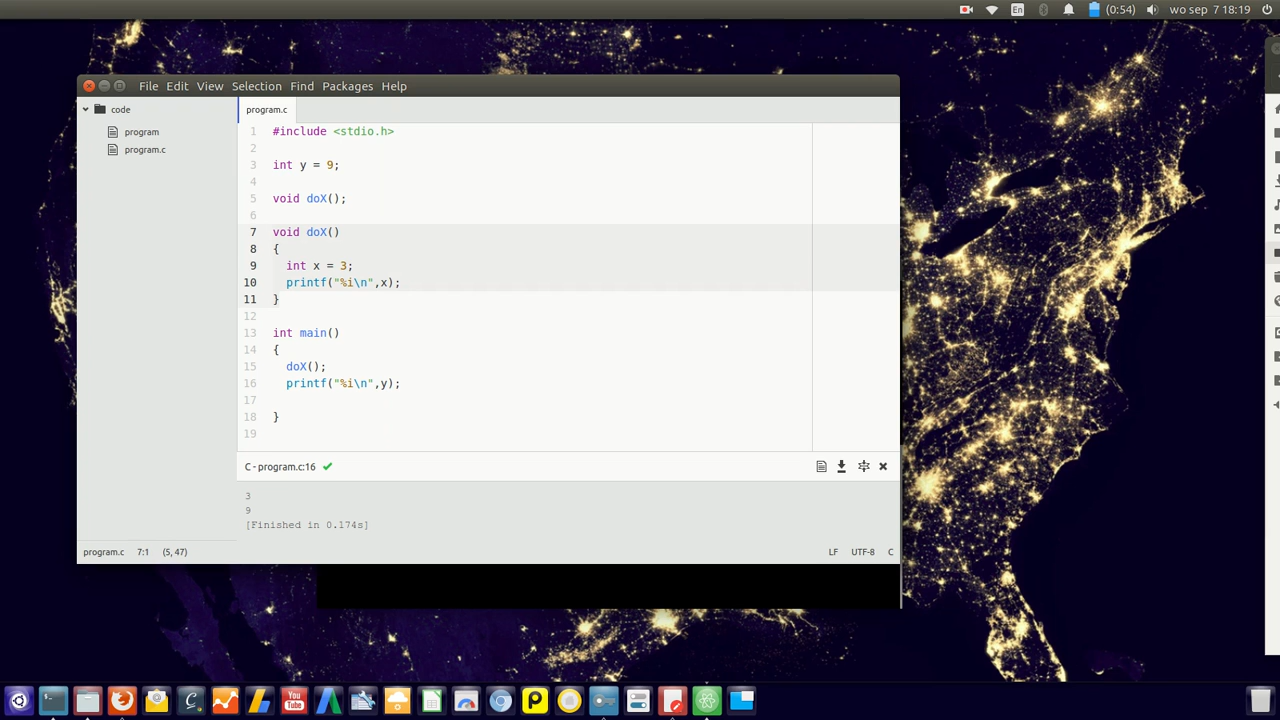 En (0:54) wo sep 7 18:19
File Edit View Selection Find Packages Help
code
program
program.c
program.c
1 #include <stdio.h>
2
3 int y = 9;
4
5 void doX();
6
7 void doX()
8 {
9 int x = 3;
10 printf("%i\n",x);
11 }
12
13 int main()
14 {
15 doX();
16 printf("%i\n",y);
17
18 }
19
C - program.c:16
3
9
[Finished in 0.174s]
program.c 7:1 (5, 47) LF UTF-8 C
You Tube